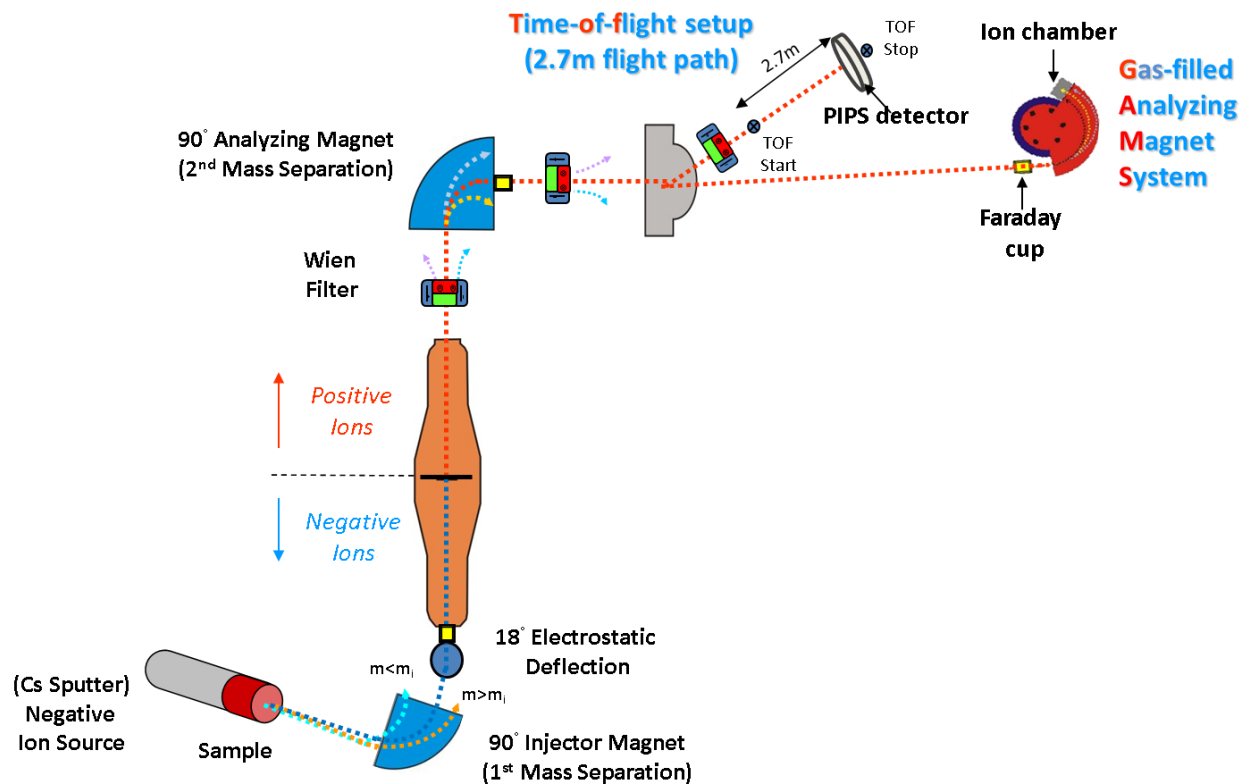 Time-of-flight setup
(2.7m flight path)
2.7m
TOF
Stop
PIPS detector
TOF
Start
Ion chamber
Gas-filled
Analyzing
Magnet
System
Faraday
cup
90° Analyzing Magnet
(2nd Mass Separation)
Wien
Filter
Positive
Ions
Negative
Ions
18° Electrostatic
Deflection
m<mi
m>mi
(Cs Sputter)
Negative
Ion Source
Sample
90° Injector Magnet
(1st Mass Separation)